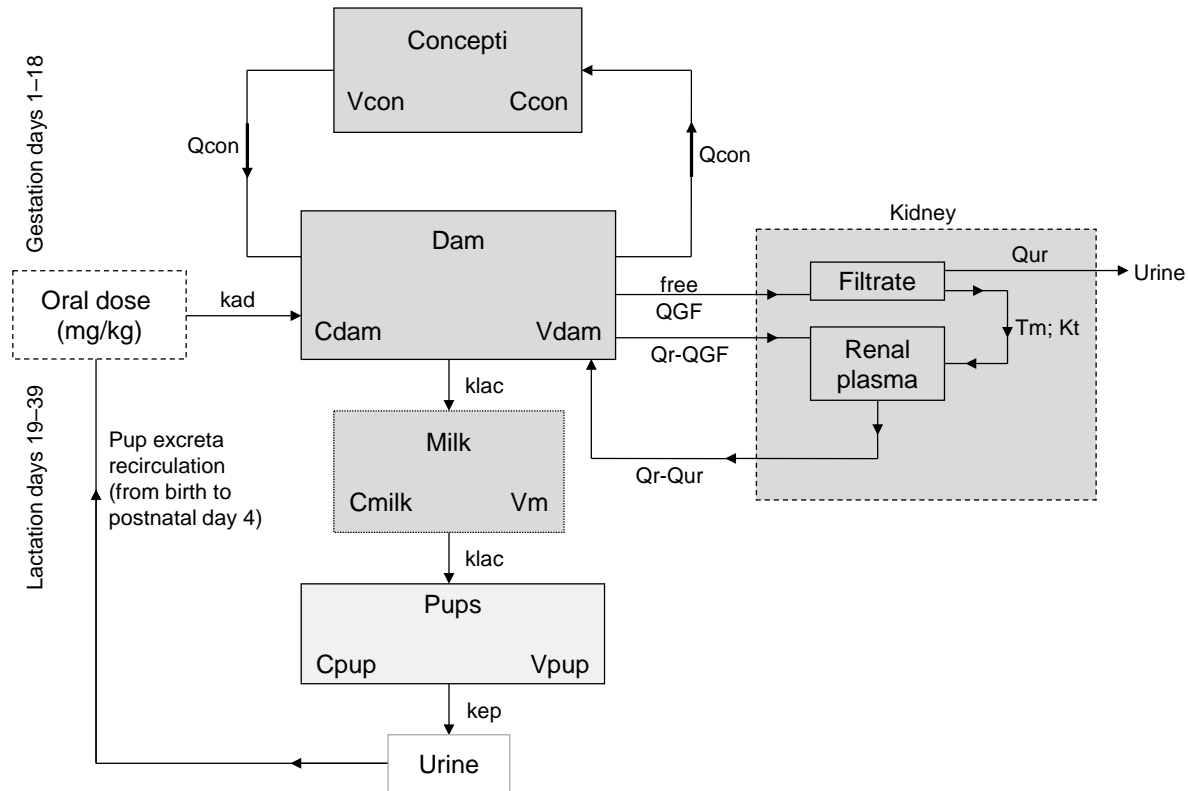 Gestation days 1–18
Concepti
Vcon Ccon
Qcon
Qcon
Dam
Cdam Vdam
Oral dose
(mg/kg)
kad
free
QGF
Qr-QGF
Qr-Qur
Kidney
Filtrate
Qur
Urine
Tm; Kt
Renal
plasma
klac
Milk
Cmilk Vm
klac
Lactation days 19–39
Pup excreta
recirculation
(from birth to
postnatal day 4)
Pups
Cpup Vpup
kep
Urine